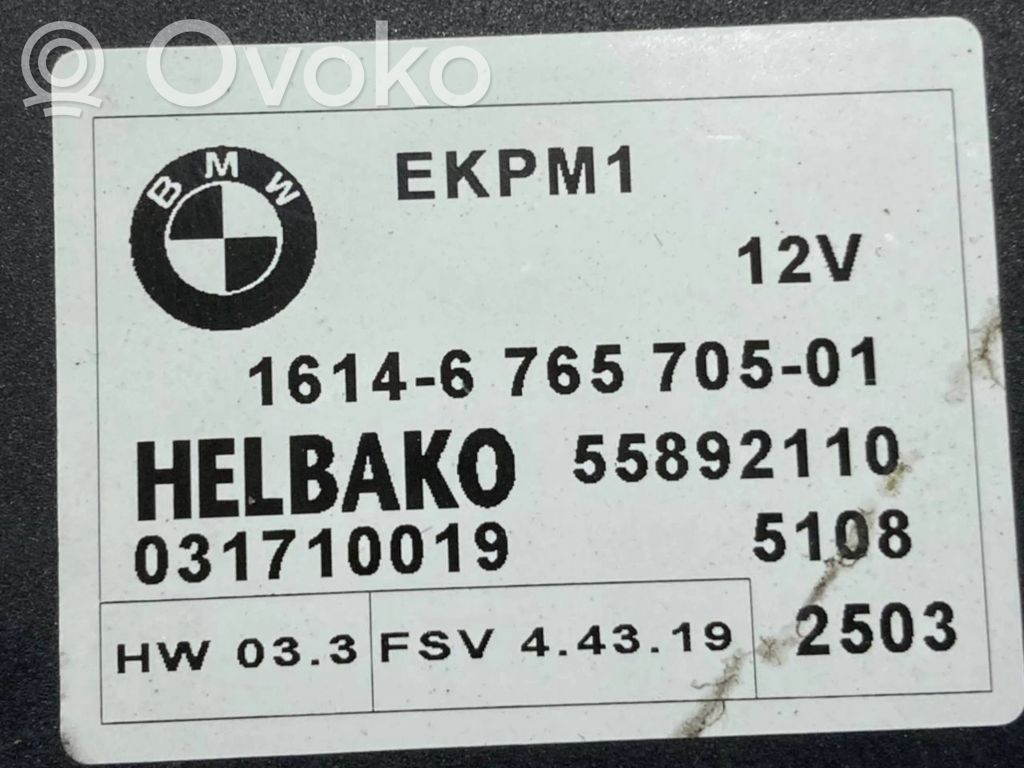 Ovoko
BMW
EKPM1
12V
1614-6 765 705-01
HELBAKO 55892110
031710019 5108
HW 03.3 FSV 4.43.19 2503